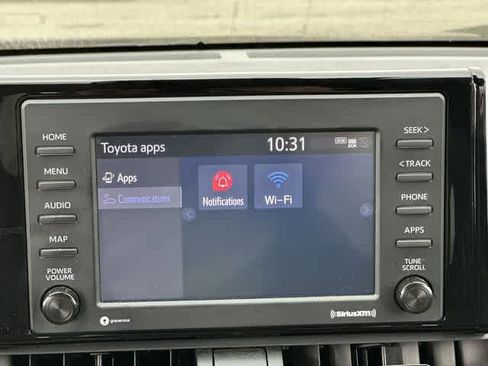 HOME
MENU
AUDIO
MAP
POWER
VOLUME
Toyota apps
10:31
DCM
Apps
Communications
Notifications
Wi-Fi
SEEK >
< TRACK
PHONE
APPS
TUNE
SCROLL
((SiriusXM))